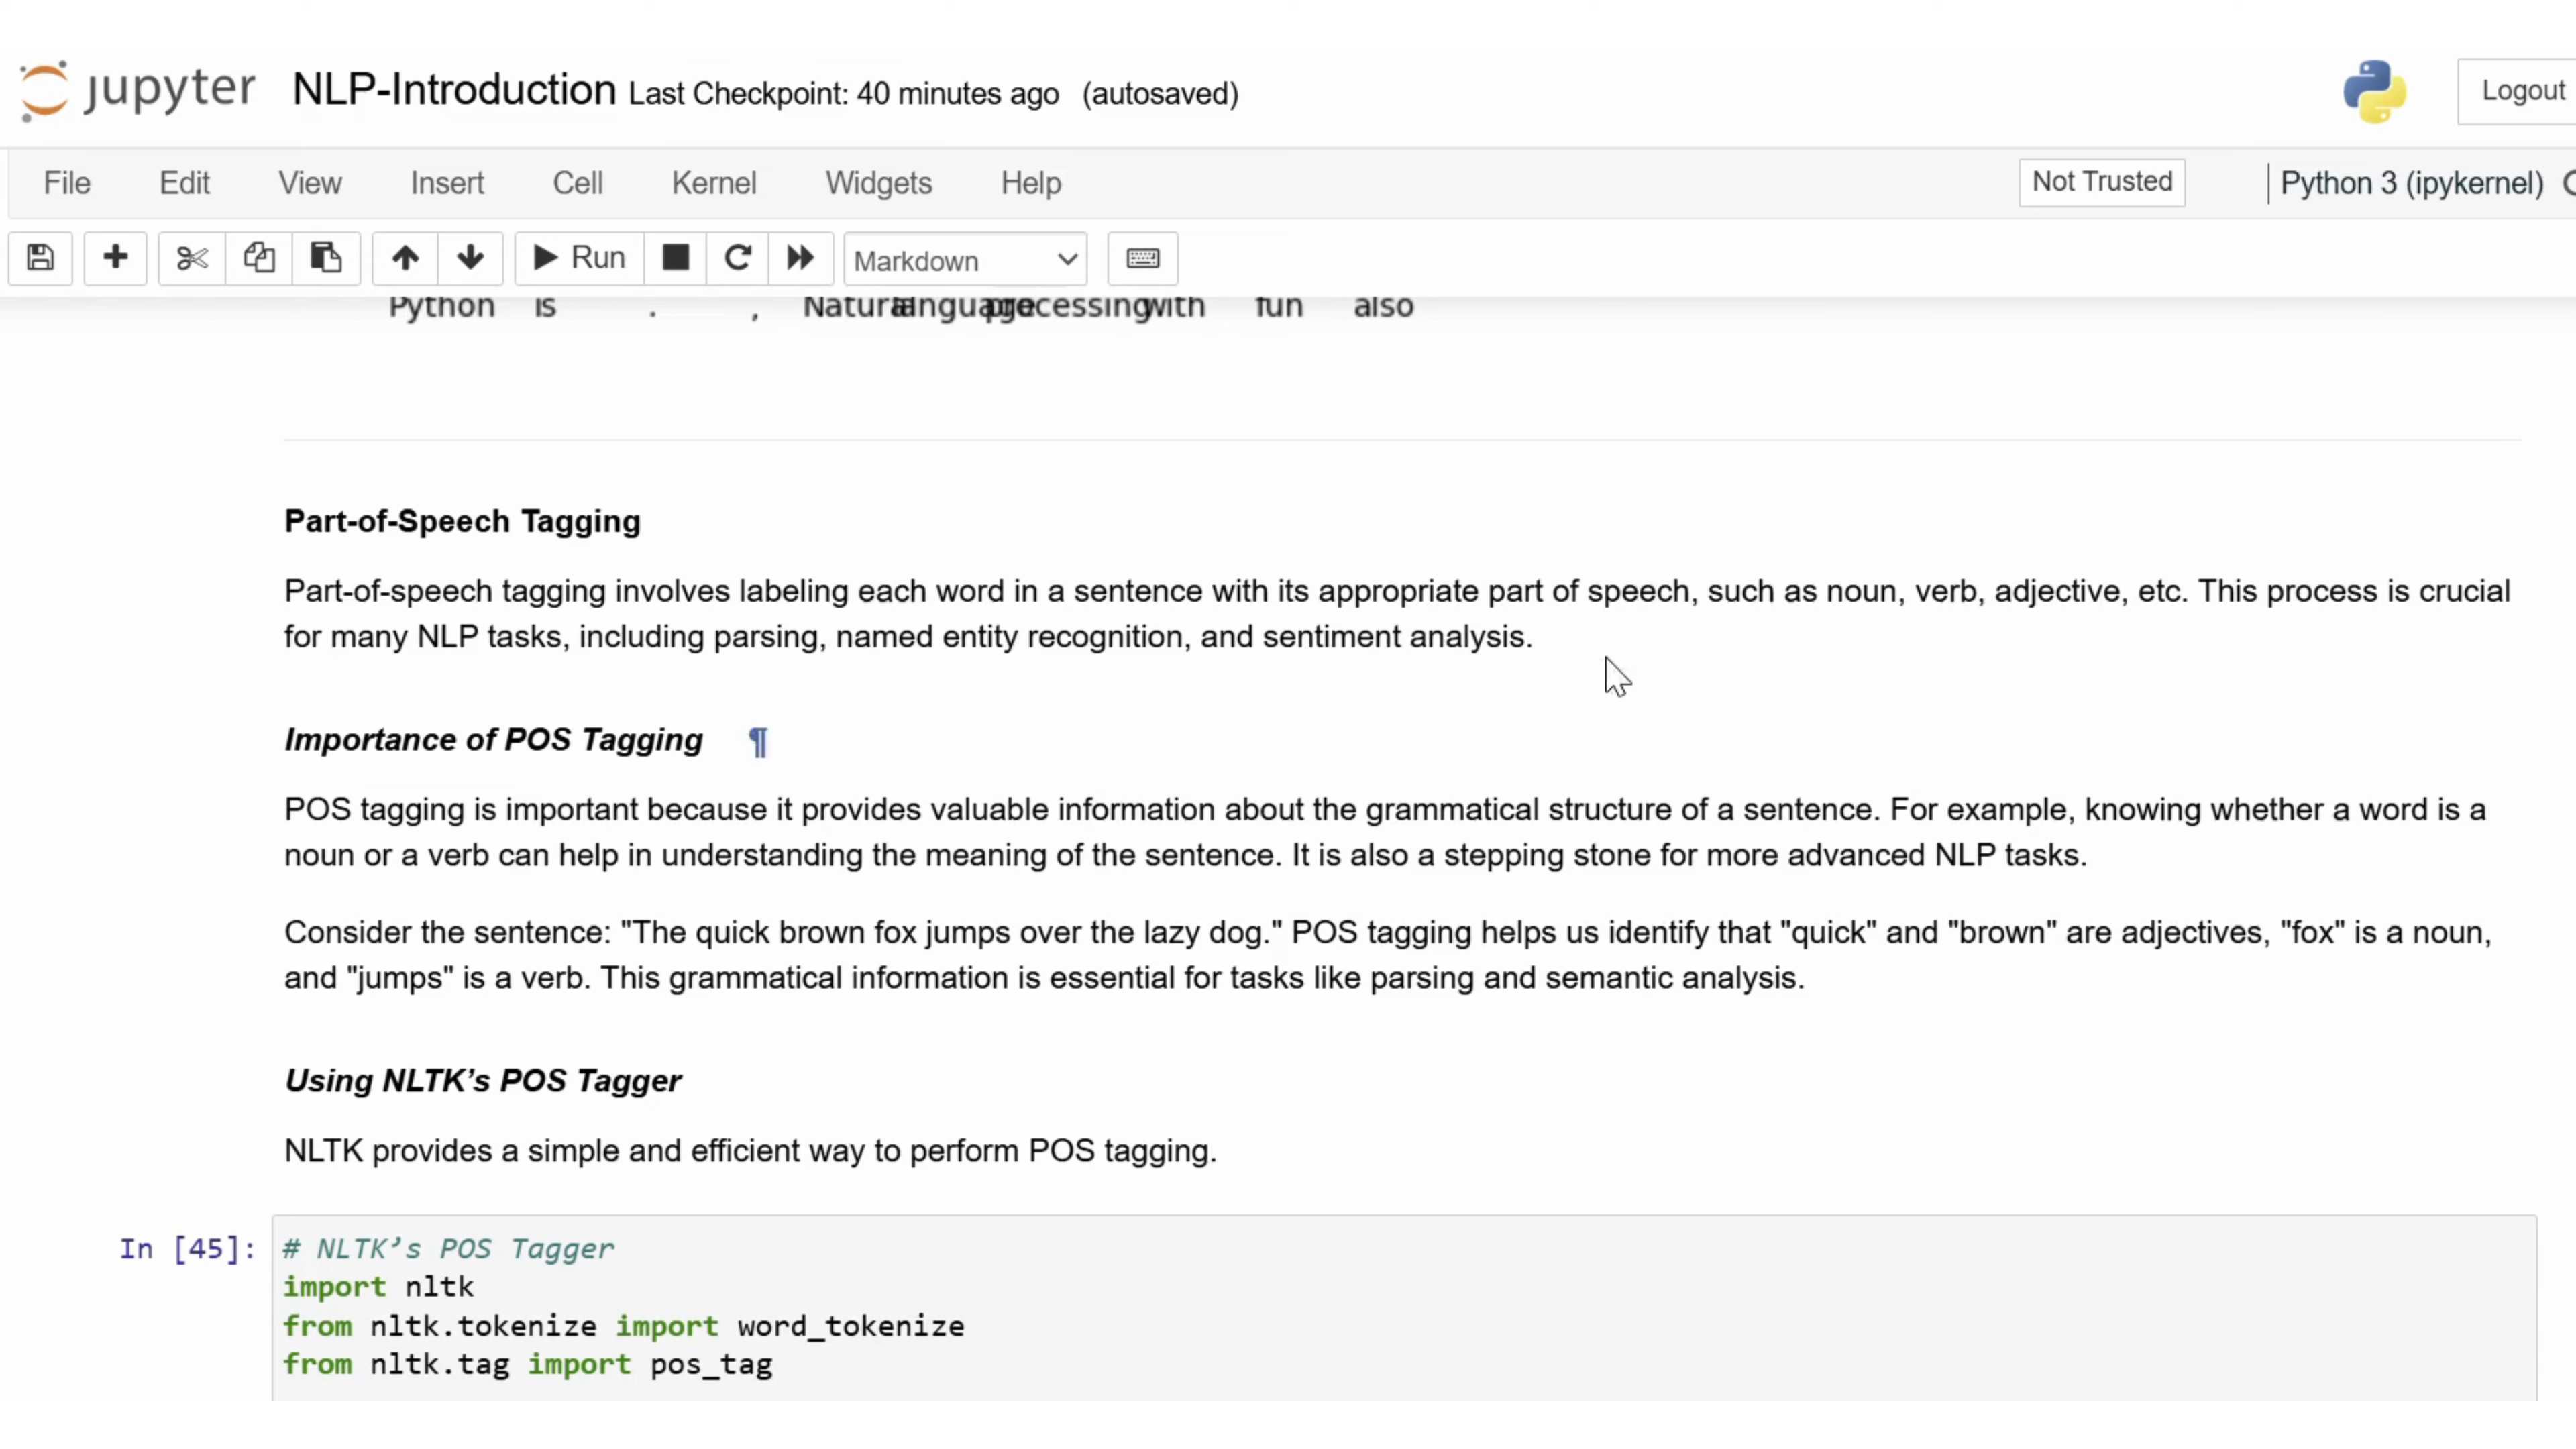 jupyter NLP-Introduction Last Checkpoint: 40 minutes ago (autosaved) Logout
File Edit View Insert Cell Kernel Widgets Help Not Trusted Python 3 (ipykernel)
Run Markdown
Python is . , Natural language processing with fun also
Part-of-Speech Tagging
Part-of-speech tagging involves labeling each word in a sentence with its appropriate part of speech, such as noun, verb, adjective, etc. This process is crucial
for many NLP tasks, including parsing, named entity recognition, and sentiment analysis.
Importance of POS Tagging ¶
POS tagging is important because it provides valuable information about the grammatical structure of a sentence. For example, knowing whether a word is a
noun or a verb can help in understanding the meaning of the sentence. It is also a stepping stone for more advanced NLP tasks.
Consider the sentence: "The quick brown fox jumps over the lazy dog." POS tagging helps us identify that "quick" and "brown" are adjectives, "fox" is a noun,
and "jumps" is a verb. This grammatical information is essential for tasks like parsing and semantic analysis.
Using NLTK’s POS Tagger
NLTK provides a simple and efficient way to perform POS tagging.
In [45]: # NLTK’s POS Tagger
import nltk
from nltk.tokenize import word_tokenize
from nltk.tag import pos_tag